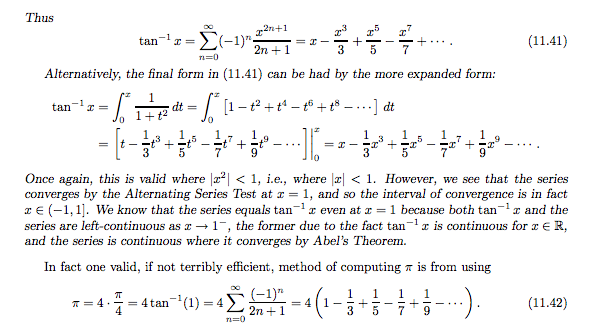 Thus
tan⁻¹ x = ∑_{n=0}^{∞} (−1)ⁿ x^{2n+1}/(2n+1) = x − x³/3 + x⁵/5 − x⁷/7 + ··· . (11.41)
Alternatively, the final form in (11.41) can be had by the more expanded form:
tan⁻¹ x = ∫₀ˣ 1/(1+t²) dt = ∫₀ˣ [1 − t² + t⁴ − t⁶ + t⁸ − ···] dt
= [t − 1/3 t³ + 1/5 t⁵ − 1/7 t⁷ + 1/9 t⁹ − ···]|₀ˣ = x − 1/3 x³ + 1/5 x⁵ − 1/7 x⁷ + 1/9 x⁹ − ··· .
Once again, this is valid where |x²| < 1, i.e., where |x| < 1. However, we see that the series
converges by the Alternating Series Test at x = 1, and so the interval of convergence is in fact
x ∈ (−1, 1]. We know that the series equals tan⁻¹ x even at x = 1 because both tan⁻¹ x and the
series are left-continuous as x → 1⁻, the former due to the fact tan⁻¹ x is continuous for x ∈ ℝ,
and the series is continuous where it converges by Abel's Theorem.
In fact one valid, if not terribly efficient, method of computing π is from using
π = 4 · π/4 = 4 tan⁻¹(1) = 4 ∑_{n=0}^{∞} (−1)ⁿ/(2n+1) = 4 (1 − 1/3 + 1/5 − 1/7 + 1/9 − ···) . (11.42)